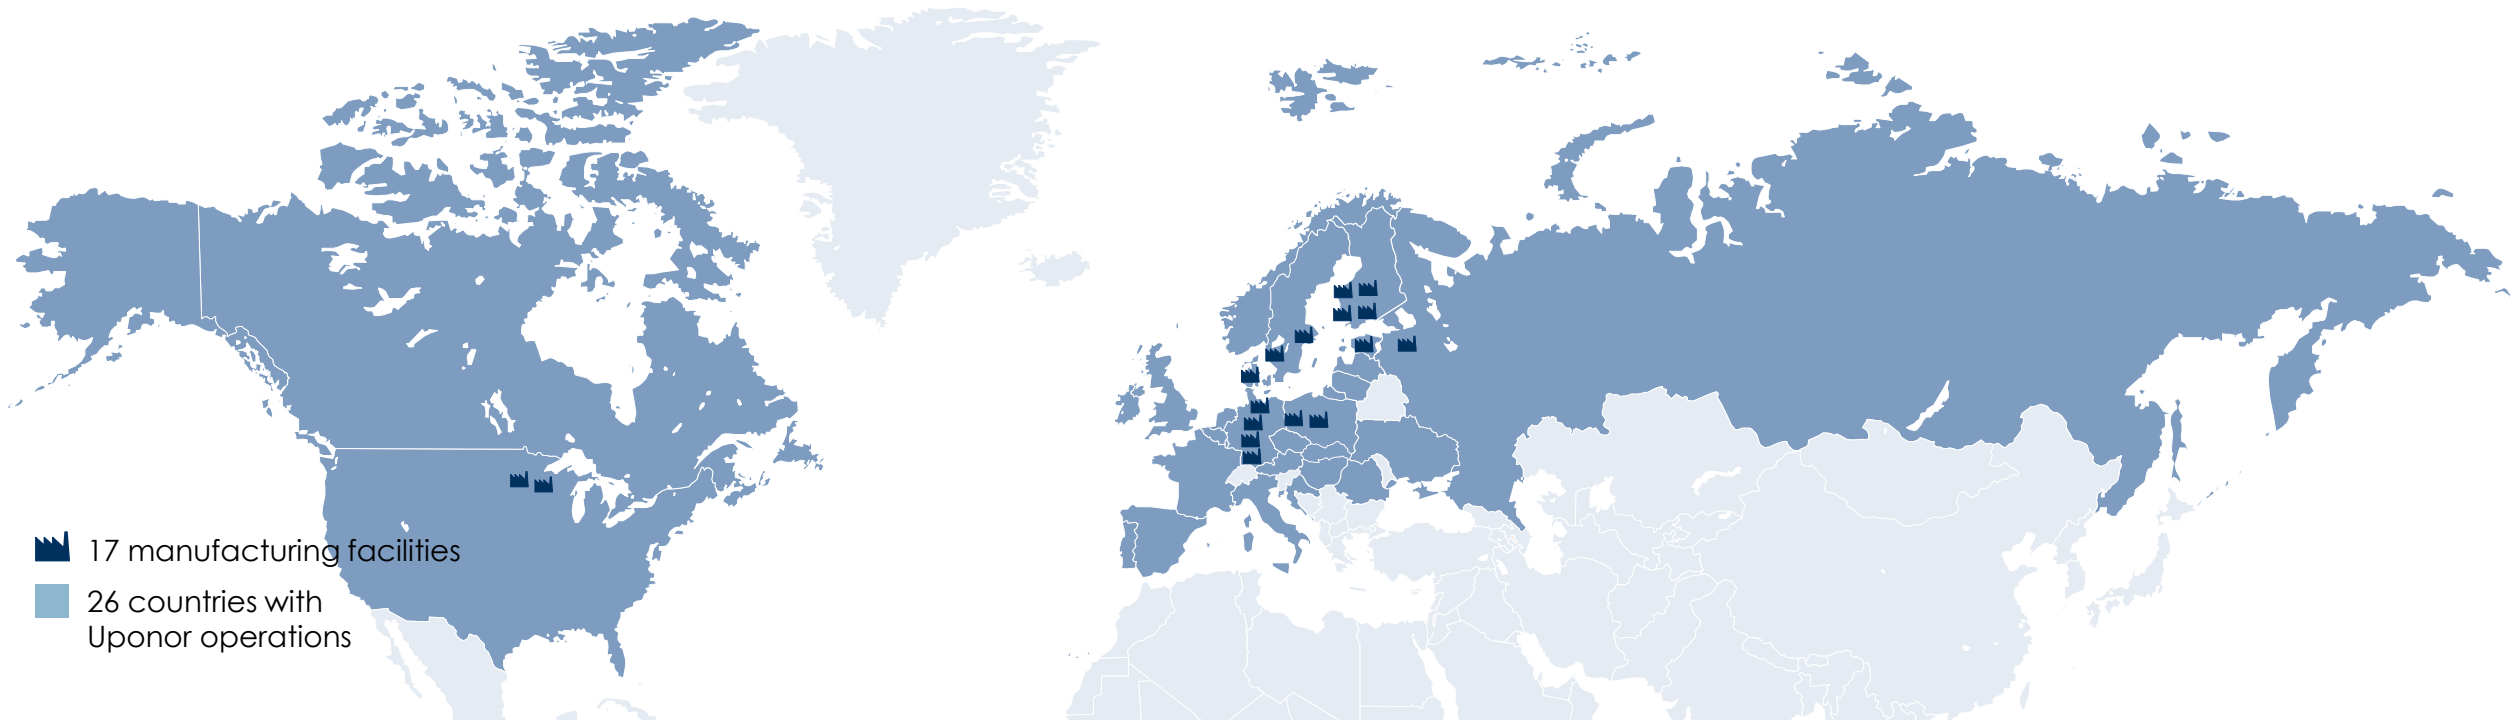 17 manufacturing facilities
26 countries with
Uponor operations